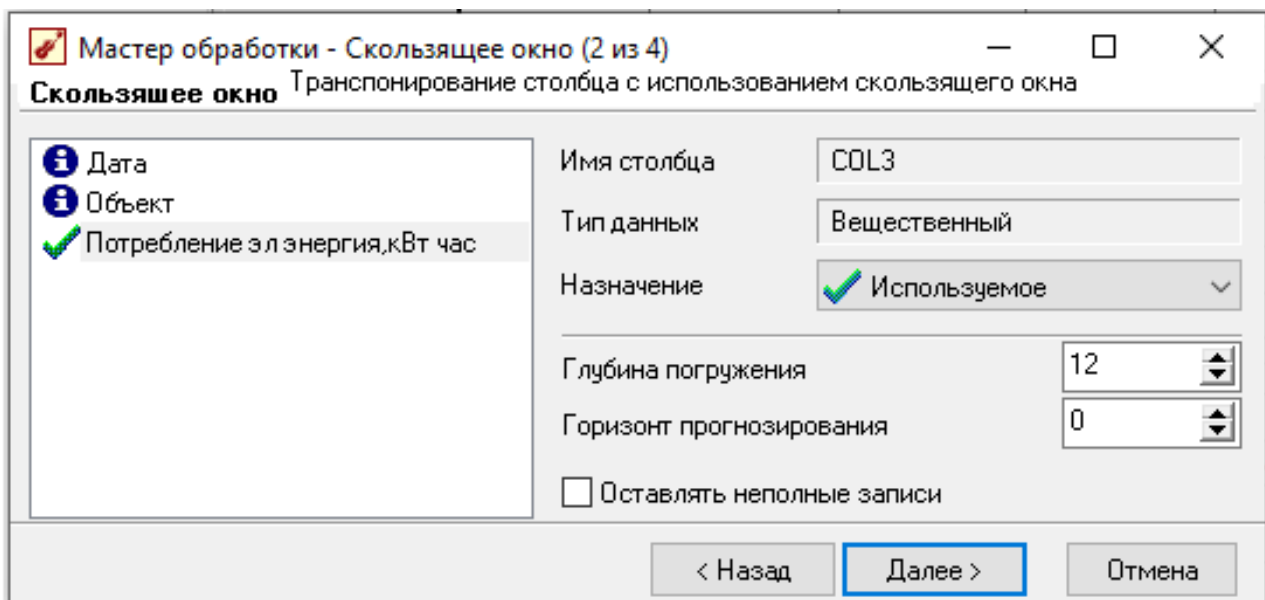 Мастер обработки - Скользящее окно (2 из 4)
Скользяшее окно Транспонирование столбца с использованием скользящего окна
Дата
Объект
Потребление эл энергия,кВт час
Имя столбца COL3
Тип данных Вещественный
Назначение Используемое
Глубина погружения 12
Горизонт прогнозирования 0
Оставлять неполные записи
< Назад Далее > Отмена